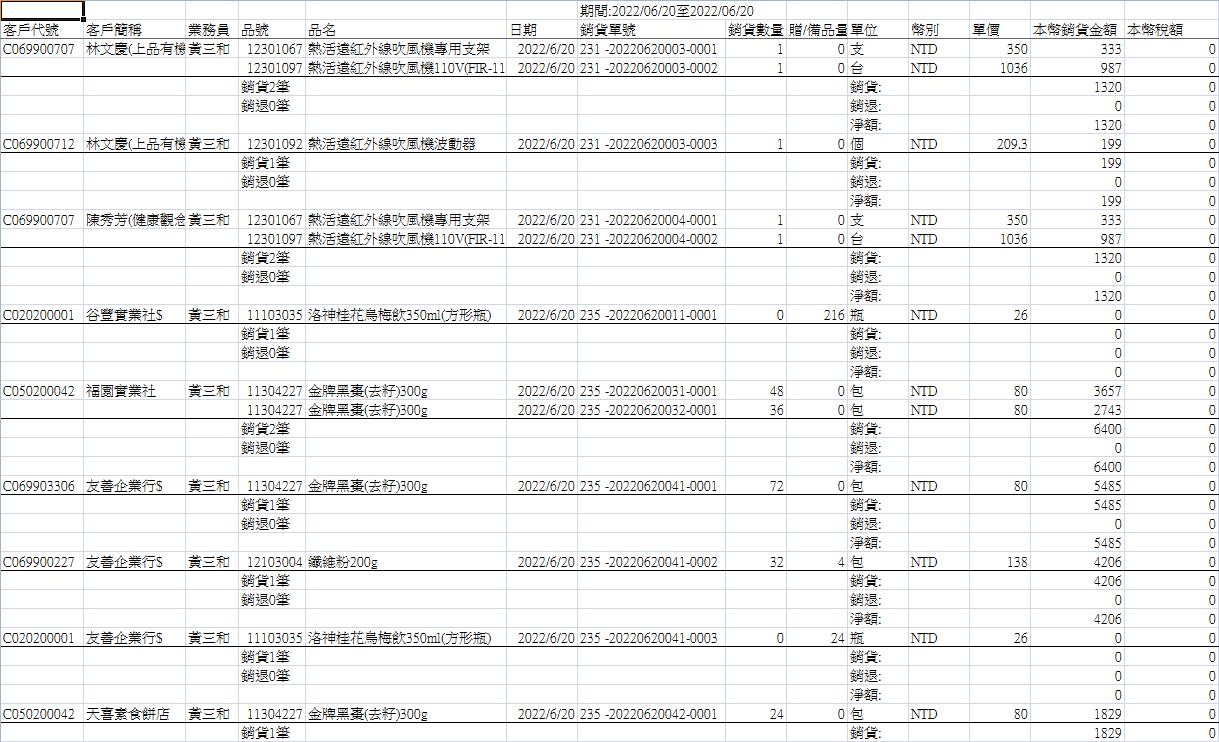 期間:2022/06/20至2022/06/20
客戶代號 客戶簡稱 業務員 品號 品名 日期 銷貨單號 銷貨數量 贈/備品量 單位 幣別 單價 本幣銷貨金額 本幣稅額
C069900707 林文慶(上品有機 黃三和 12301067 熱活遠紅外線吹風機專用支架 2022/6/20 231 -20220620003-0001 1 0 支 NTD 350 333 0
12301097 熱活遠紅外線吹風機110V(FIR-11 2022/6/20 231 -20220620003-0002 1 0 台 NTD 1036 987 0
銷貨2筆 銷貨: 1320 0
銷退0筆 銷退: 0 0
淨額: 1320 0
C069900712 林文慶(上品有機 黃三和 12301092 熱活遠紅外線吹風機波動器 2022/6/20 231 -20220620003-0003 1 0 個 NTD 209.3 199 0
銷貨1筆 銷貨: 199 0
銷退0筆 銷退: 0 0
淨額: 199 0
C069900707 陳秀芳(健康觀念 黃三和 12301067 熱活遠紅外線吹風機專用支架 2022/6/20 231 -20220620004-0001 1 0 支 NTD 350 333 0
12301097 熱活遠紅外線吹風機110V(FIR-11 2022/6/20 231 -20220620004-0002 1 0 台 NTD 1036 987 0
銷貨2筆 銷貨: 1320 0
銷退0筆 銷退: 0 0
淨額: 1320 0
C020200001 谷豐實業社$ 黃三和 11103035 洛神桂花烏梅飲350ml(方形瓶) 2022/6/20 235 -20220620011-0001 0 216 瓶 NTD 26 0 0
銷貨1筆 銷貨: 0 0
銷退0筆 銷退: 0 0
淨額: 0 0
C050200042 福園實業社 黃三和 11304227 金牌黑棗(去籽)300g 2022/6/20 235 -20220620031-0001 48 0 包 NTD 80 3657 0
11304227 金牌黑棗(去籽)300g 2022/6/20 235 -20220620032-0001 36 0 包 NTD 80 2743 0
銷貨2筆 銷貨: 6400 0
銷退0筆 銷退: 0 0
淨額: 6400 0
C069903306 友善企業行$ 黃三和 11304227 金牌黑棗(去籽)300g 2022/6/20 235 -20220620041-0001 72 0 包 NTD 80 5485 0
銷貨1筆 銷貨: 5485 0
銷退0筆 銷退: 0 0
淨額: 5485 0
C069900227 友善企業行$ 黃三和 12103004 纖維粉200g 2022/6/20 235 -20220620041-0002 32 4 包 NTD 138 4206 0
銷貨1筆 銷貨: 4206 0
銷退0筆 銷退: 0 0
淨額: 4206 0
C020200001 友善企業行$ 黃三和 11103035 洛神桂花烏梅飲350ml(方形瓶) 2022/6/20 235 -20220620041-0003 0 24 瓶 NTD 26 0 0
銷貨1筆 銷貨: 0 0
銷退0筆 銷退: 0 0
淨額: 0 0
C050200042 天喜素食餅店 黃三和 11304227 金牌黑棗(去籽)300g 2022/6/20 235 -20220620042-0001 24 0 包 NTD 80 1829 0
銷貨1筆 銷貨: 1829 0